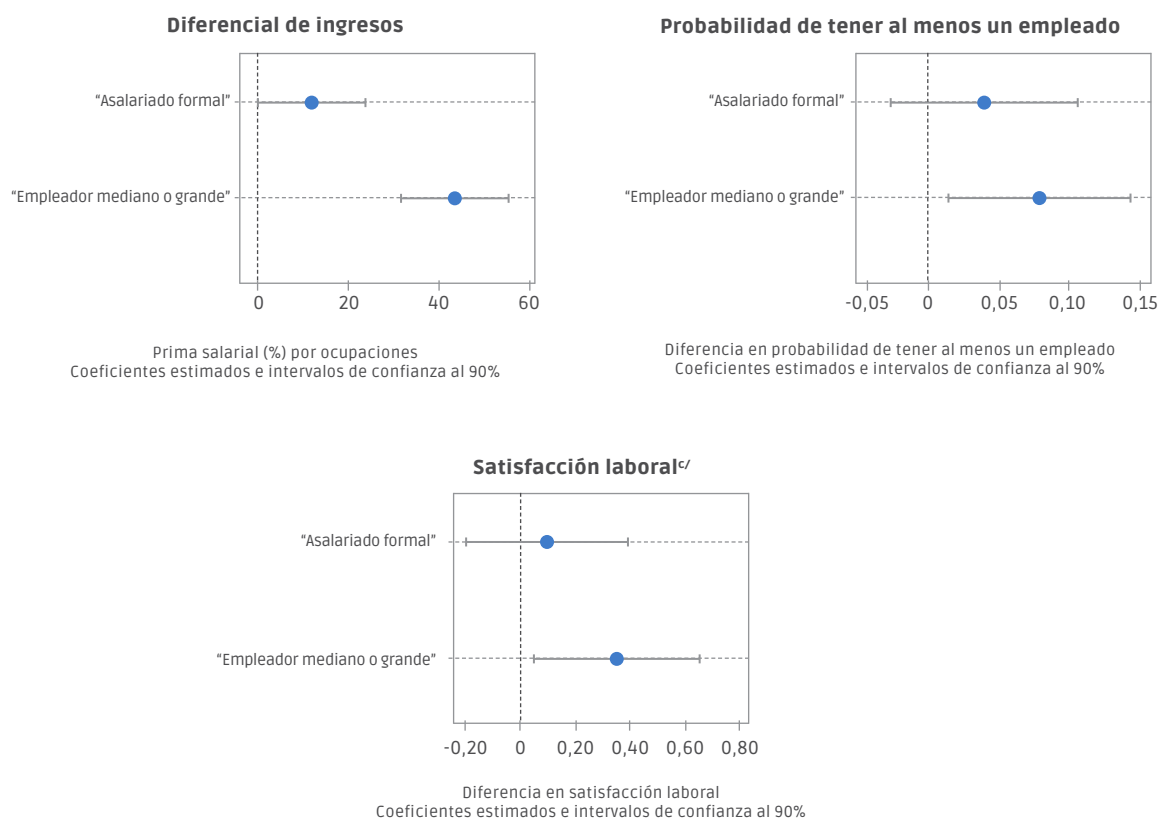 Diferencial de ingresos
“Asalariado formal”
“Empleador mediano o grande”
0 20 40 60
Prima salarial (%) por ocupaciones
Coeficientes estimados e intervalos de confianza al 90%
Probabilidad de tener al menos un empleado
“Asalariado formal”
“Empleador mediano o grande”
-0,05 0 0,05 0,10 0,15
Diferencia en probabilidad de tener al menos un empleado
Coeficientes estimados e intervalos de confianza al 90%
Satisfacción laboral c/
“Asalariado formal”
“Empleador mediano o grande”
-0,20 0 0,20 0,40 0,60 0,80
Diferencia en satisfacción laboral
Coeficientes estimados e intervalos de confianza al 90%